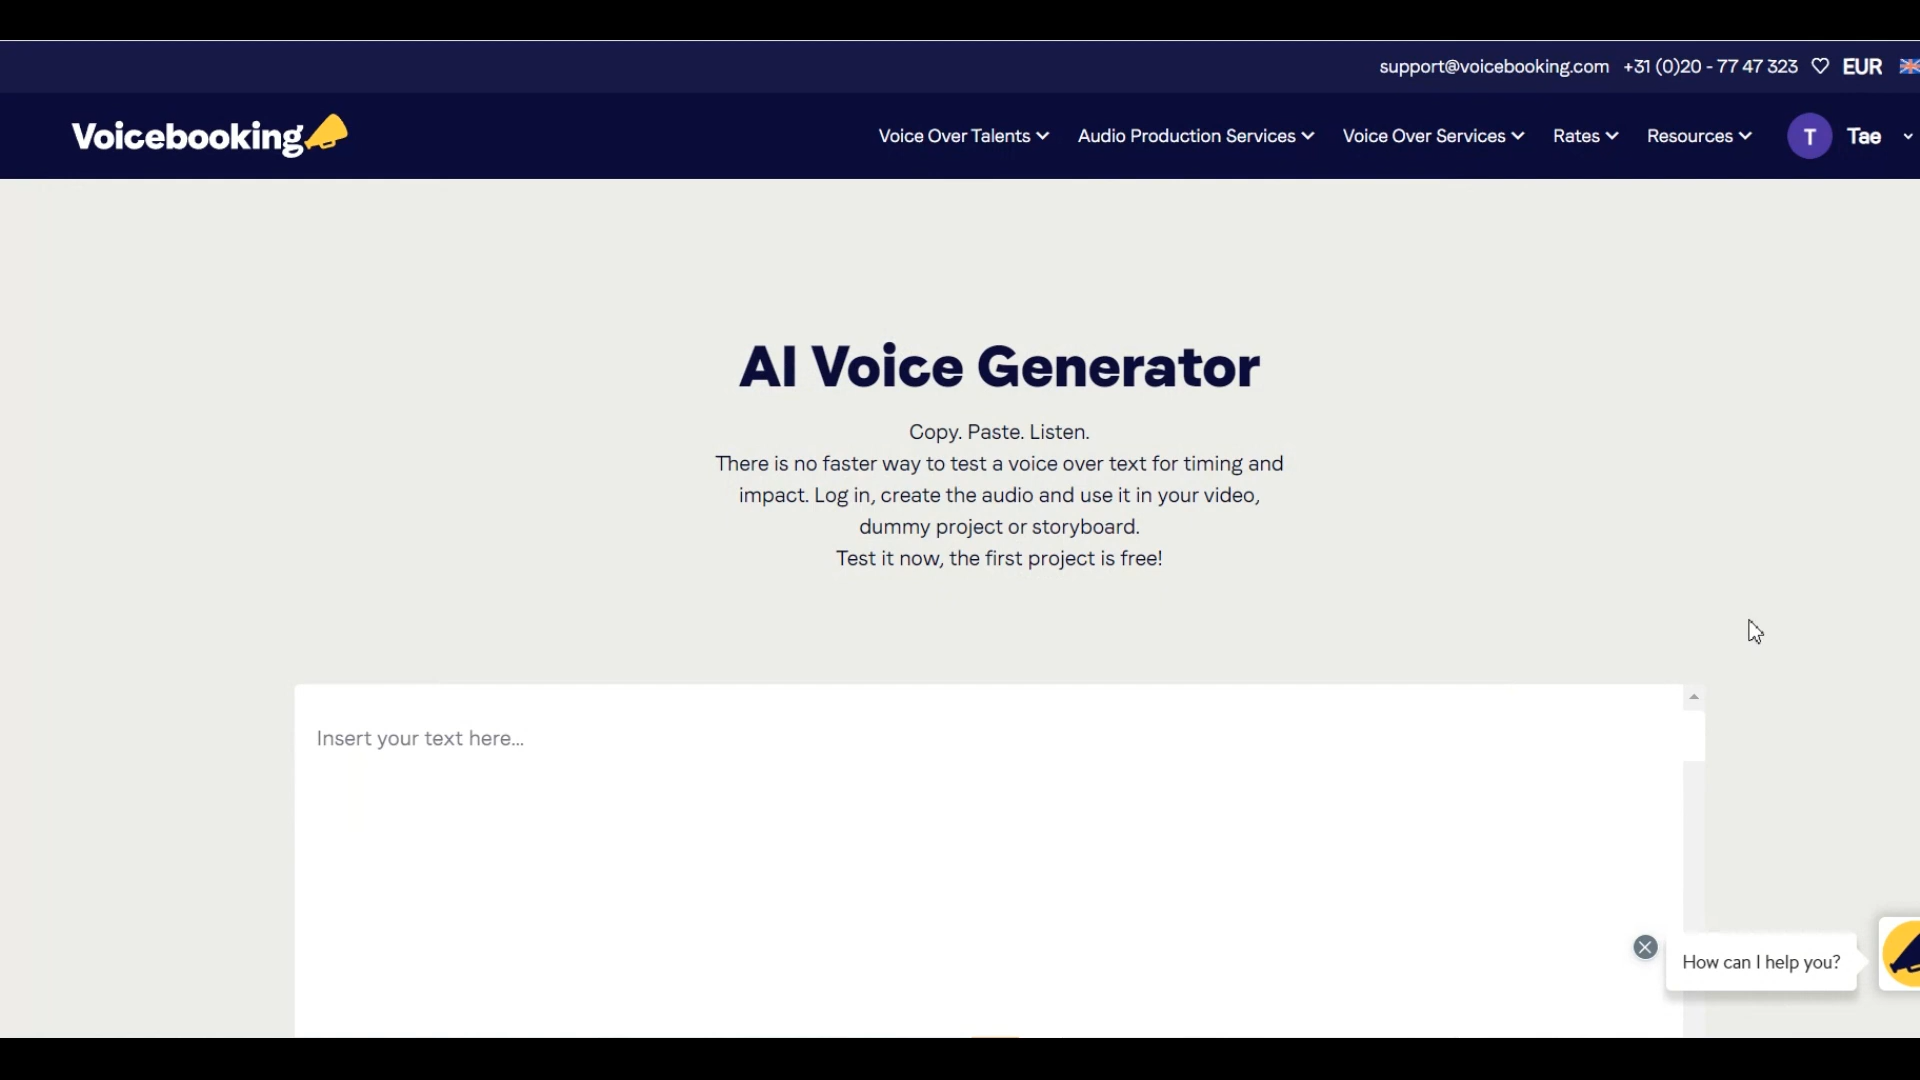 support@voicebooking.com +31 (0)20 - 77 47 323 EUR
Voicebooking Voice Over Talents Audio Production Services Voice Over Services Rates Resources T Tae
AI Voice Generator
Copy. Paste. Listen.
There is no faster way to test a voice over text for timing and
impact. Log in, create the audio and use it in your video,
dummy project or storyboard.
Test it now, the first project is free!
Insert your text here...
How can I help you?